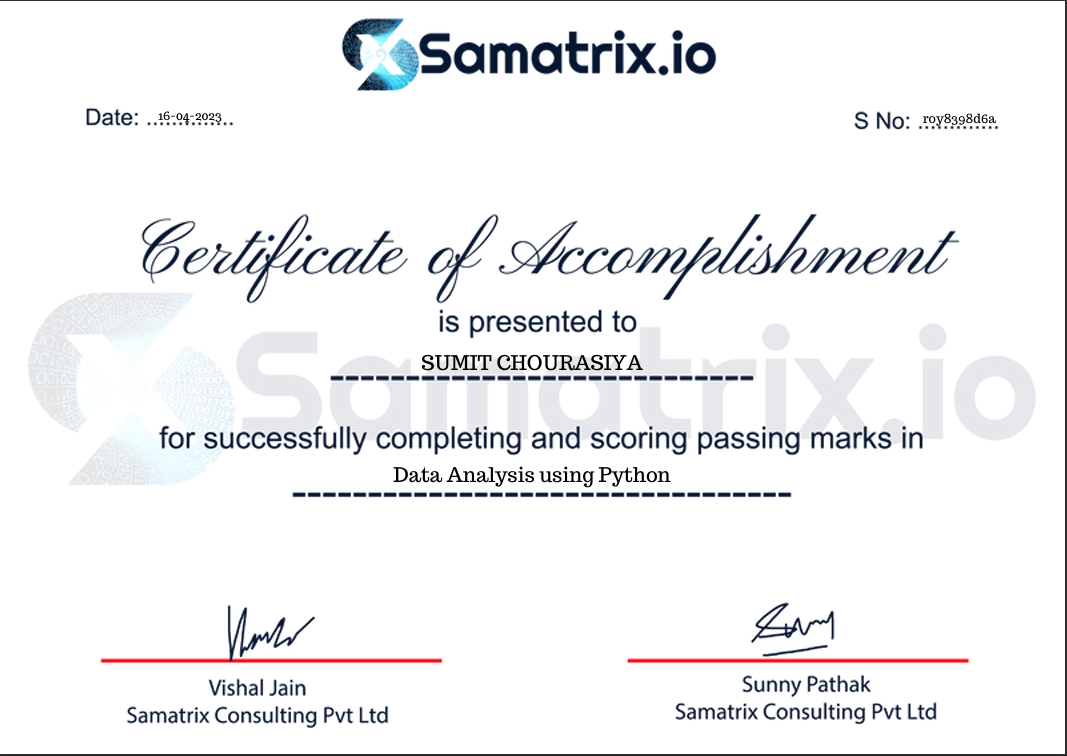 Samatrix.io
Date: ..16-04-2023..
S No: roy8398d6a
Certificate of Accomplishment
is presented to
SUMIT CHOURASIYA
Samatrix.io
for successfully completing and scoring passing marks in
Data Analysis using Python
Vishal Jain
Samatrix Consulting Pvt Ltd
Sunny Pathak
Samatrix Consulting Pvt Ltd